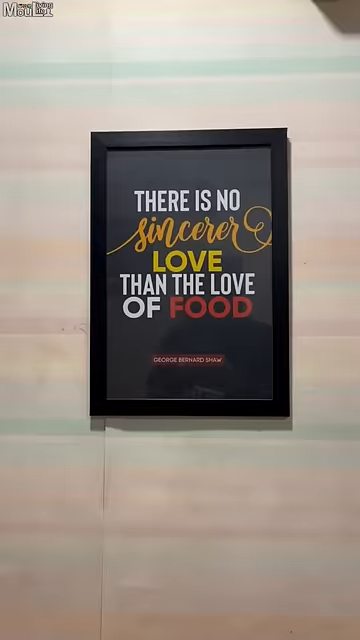 THERE IS NO
sincerer
LOVE
THAN THE LOVE
OF FOOD
GEORGE BERNARD SHAW